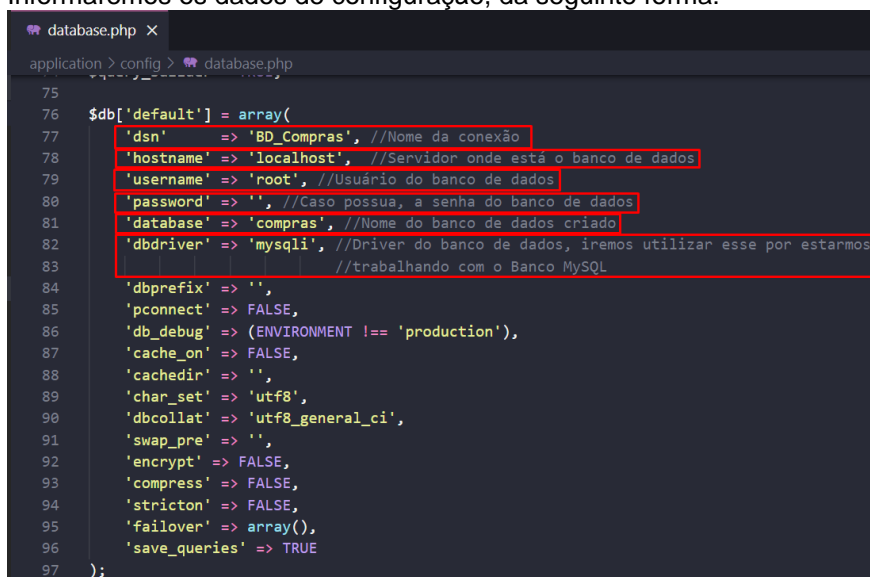 Informaremos os dados de configuração, da seguinte forma:
database.php ×
application > config > database.php
75
76 $db['default'] = array(
77 'dsn' => 'BD_Compras', //Nome da conexão
78 'hostname' => 'localhost', //Servidor onde está o banco de dados
79 'username' => 'root', //Usuário do banco de dados
80 'password' => '', //Caso possua, a senha do banco de dados
81 'database' => 'compras', //Nome do banco de dados criado
82 'dbdriver' => 'mysqli', //Driver do banco de dados, iremos utilizar esse por estarmos
83 //trabalhando com o Banco MySQL
84 'dbprefix' => '',
85 'pconnect' => FALSE,
86 'db_debug' => (ENVIRONMENT !== 'production'),
87 'cache_on' => FALSE,
88 'cachedir' => '',
89 'char_set' => 'utf8',
90 'dbcollat' => 'utf8_general_ci',
91 'swap_pre' => '',
92 'encrypt' => FALSE,
93 'compress' => FALSE,
94 'stricton' => FALSE,
95 'failover' => array(),
96 'save_queries' => TRUE
97 );